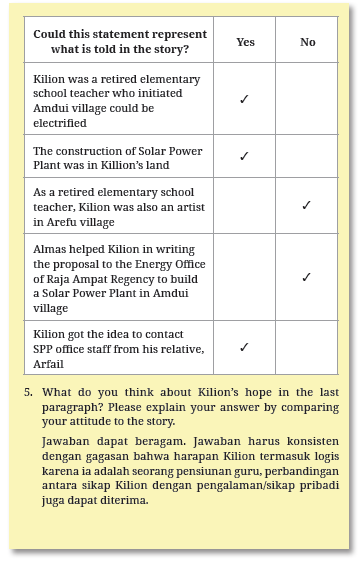 Could this statement represent
what is told in the story?
Yes
No
Kilion was a retired elementary
school teacher who initiated
Amdui village could be
electrified
✓
The construction of Solar Power
Plant was in Killion's land
✓
As a retired elementary school
teacher, Kilion was also an artist
in Arefu village
✓
Almas helped Kilion in writing
the proposal to the Energy Office
of Raja Ampat Regency to build
a Solar Power Plant in Amdui
village
✓
Kilion got the idea to contact
SPP office staff from his relative,
Arfail
✓
5. What do you think about Kilion's hope in the last
paragraph? Please explain your answer by comparing
your attitude to the story.
Jawaban dapat beragam. Jawaban harus konsisten
dengan gagasan bahwa harapan Kilion termasuk logis
karena ia adalah seorang pensiunan guru, perbandingan
antara sikap Kilion dengan pengalaman/sikap pribadi
juga dapat diterima.